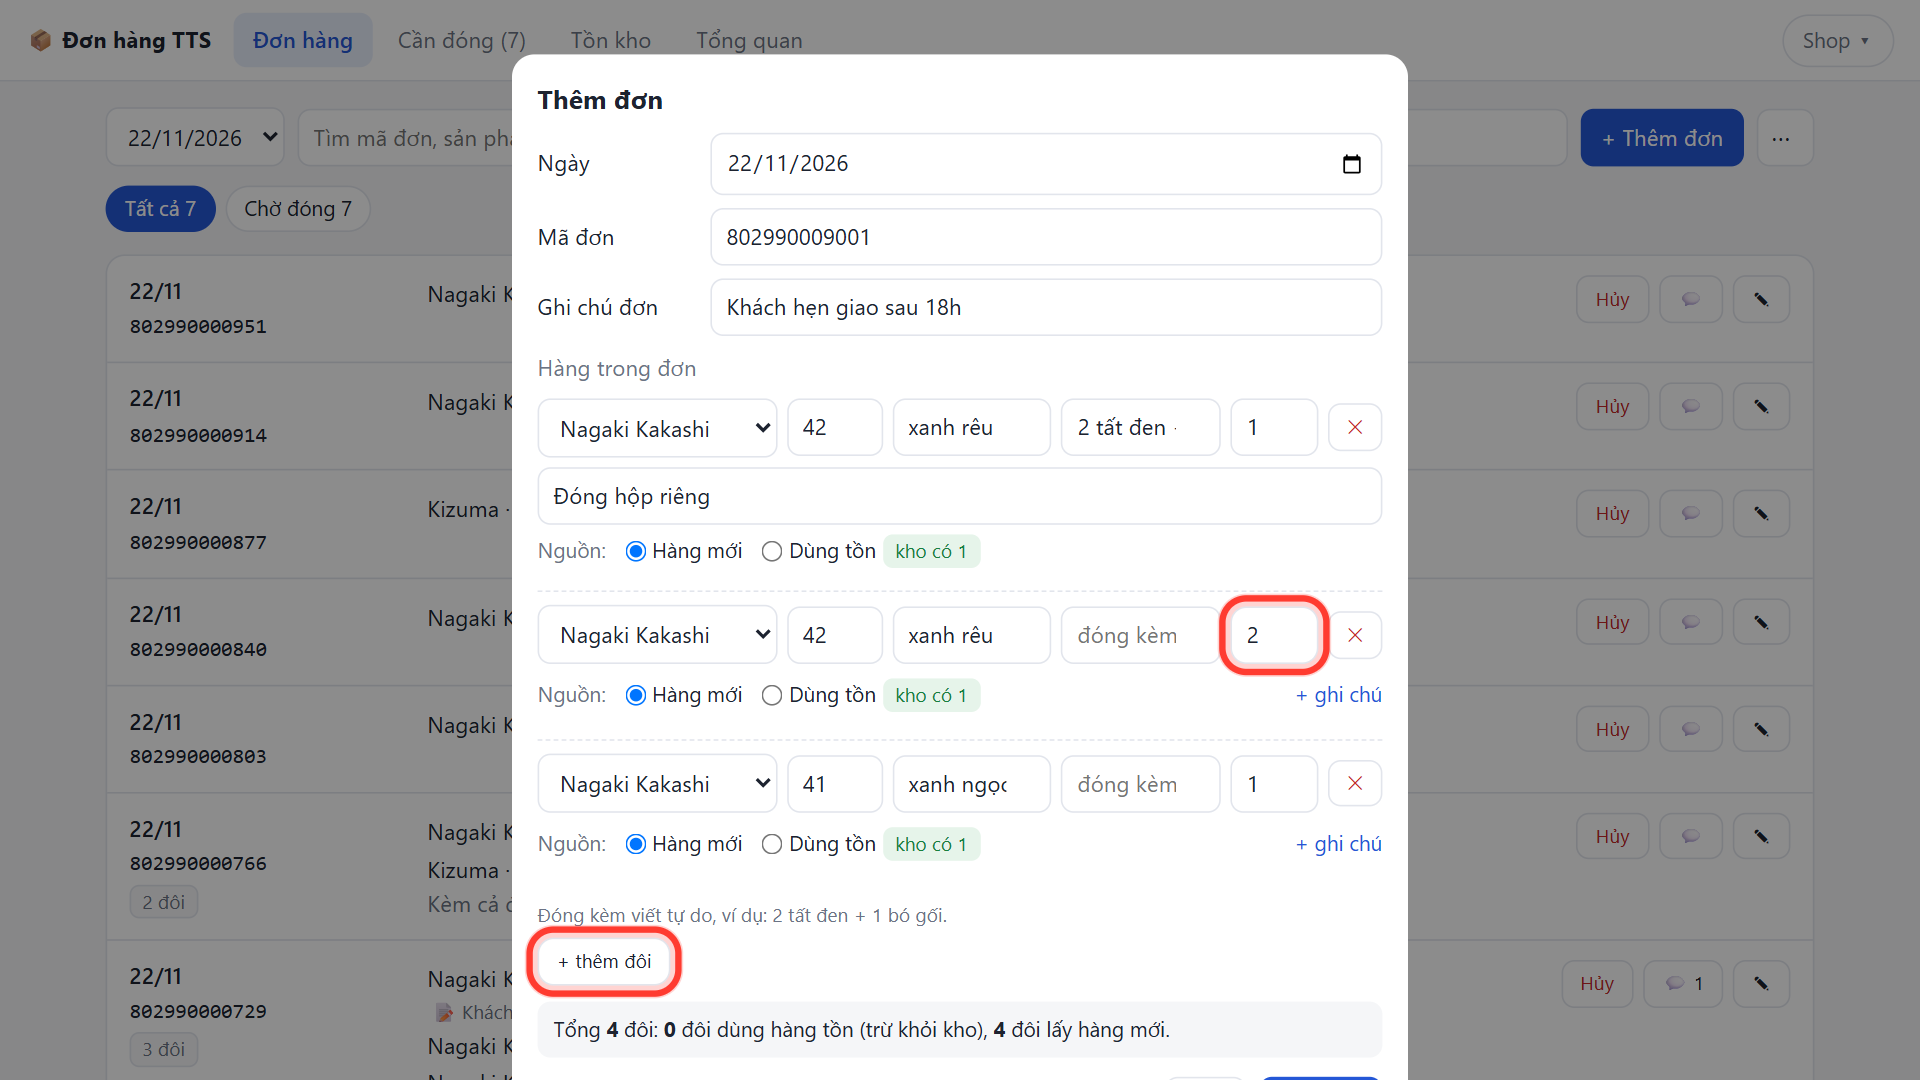 Đơn hàng TTS Đơn hàng Cần đóng (7) Tồn kho Tổng quan Shop
22/11/2026 Tìm mã đơn, sản + Thêm đơn ...
Tất cả 7 Chờ đóng 7
22/11
802990000951
Nagaki
Hủy
22/11
802990000914
Nagaki
Hủy
22/11
802990000877
Kizuma ·
Hủy
22/11
802990000840
Nagaki
Hủy
22/11
802990000803
Nagaki
Hủy
22/11
802990000766
2 đôi
Nagaki
Kizuma ·
Kèm cả
Hủy
22/11
802990000729
3 đôi
Nagaki
Khách
Nagaki
Hủy 1
Thêm đơn
Ngày 22/11/2026
Mã đơn 802990009001
Ghi chú đơn Khách hẹn giao sau 18h
Hàng trong đơn
Nagaki Kakashi 42 xanh rêu 2 tất đen 1
Đóng hộp riêng
Nguồn: Hàng mới Dùng tồn kho có 1
Nagaki Kakashi 42 xanh rêu đóng kèm 2
Nguồn: Hàng mới Dùng tồn kho có 1 + ghi chú
Nagaki Kakashi 41 xanh ngọc đóng kèm 1
Nguồn: Hàng mới Dùng tồn kho có 1 + ghi chú
Đóng kèm viết tự do, ví dụ: 2 tất đen + 1 bó gối.
+ thêm đôi
Tổng 4 đôi: 0 đôi dùng hàng tồn (trừ khỏi kho), 4 đôi lấy hàng mới.